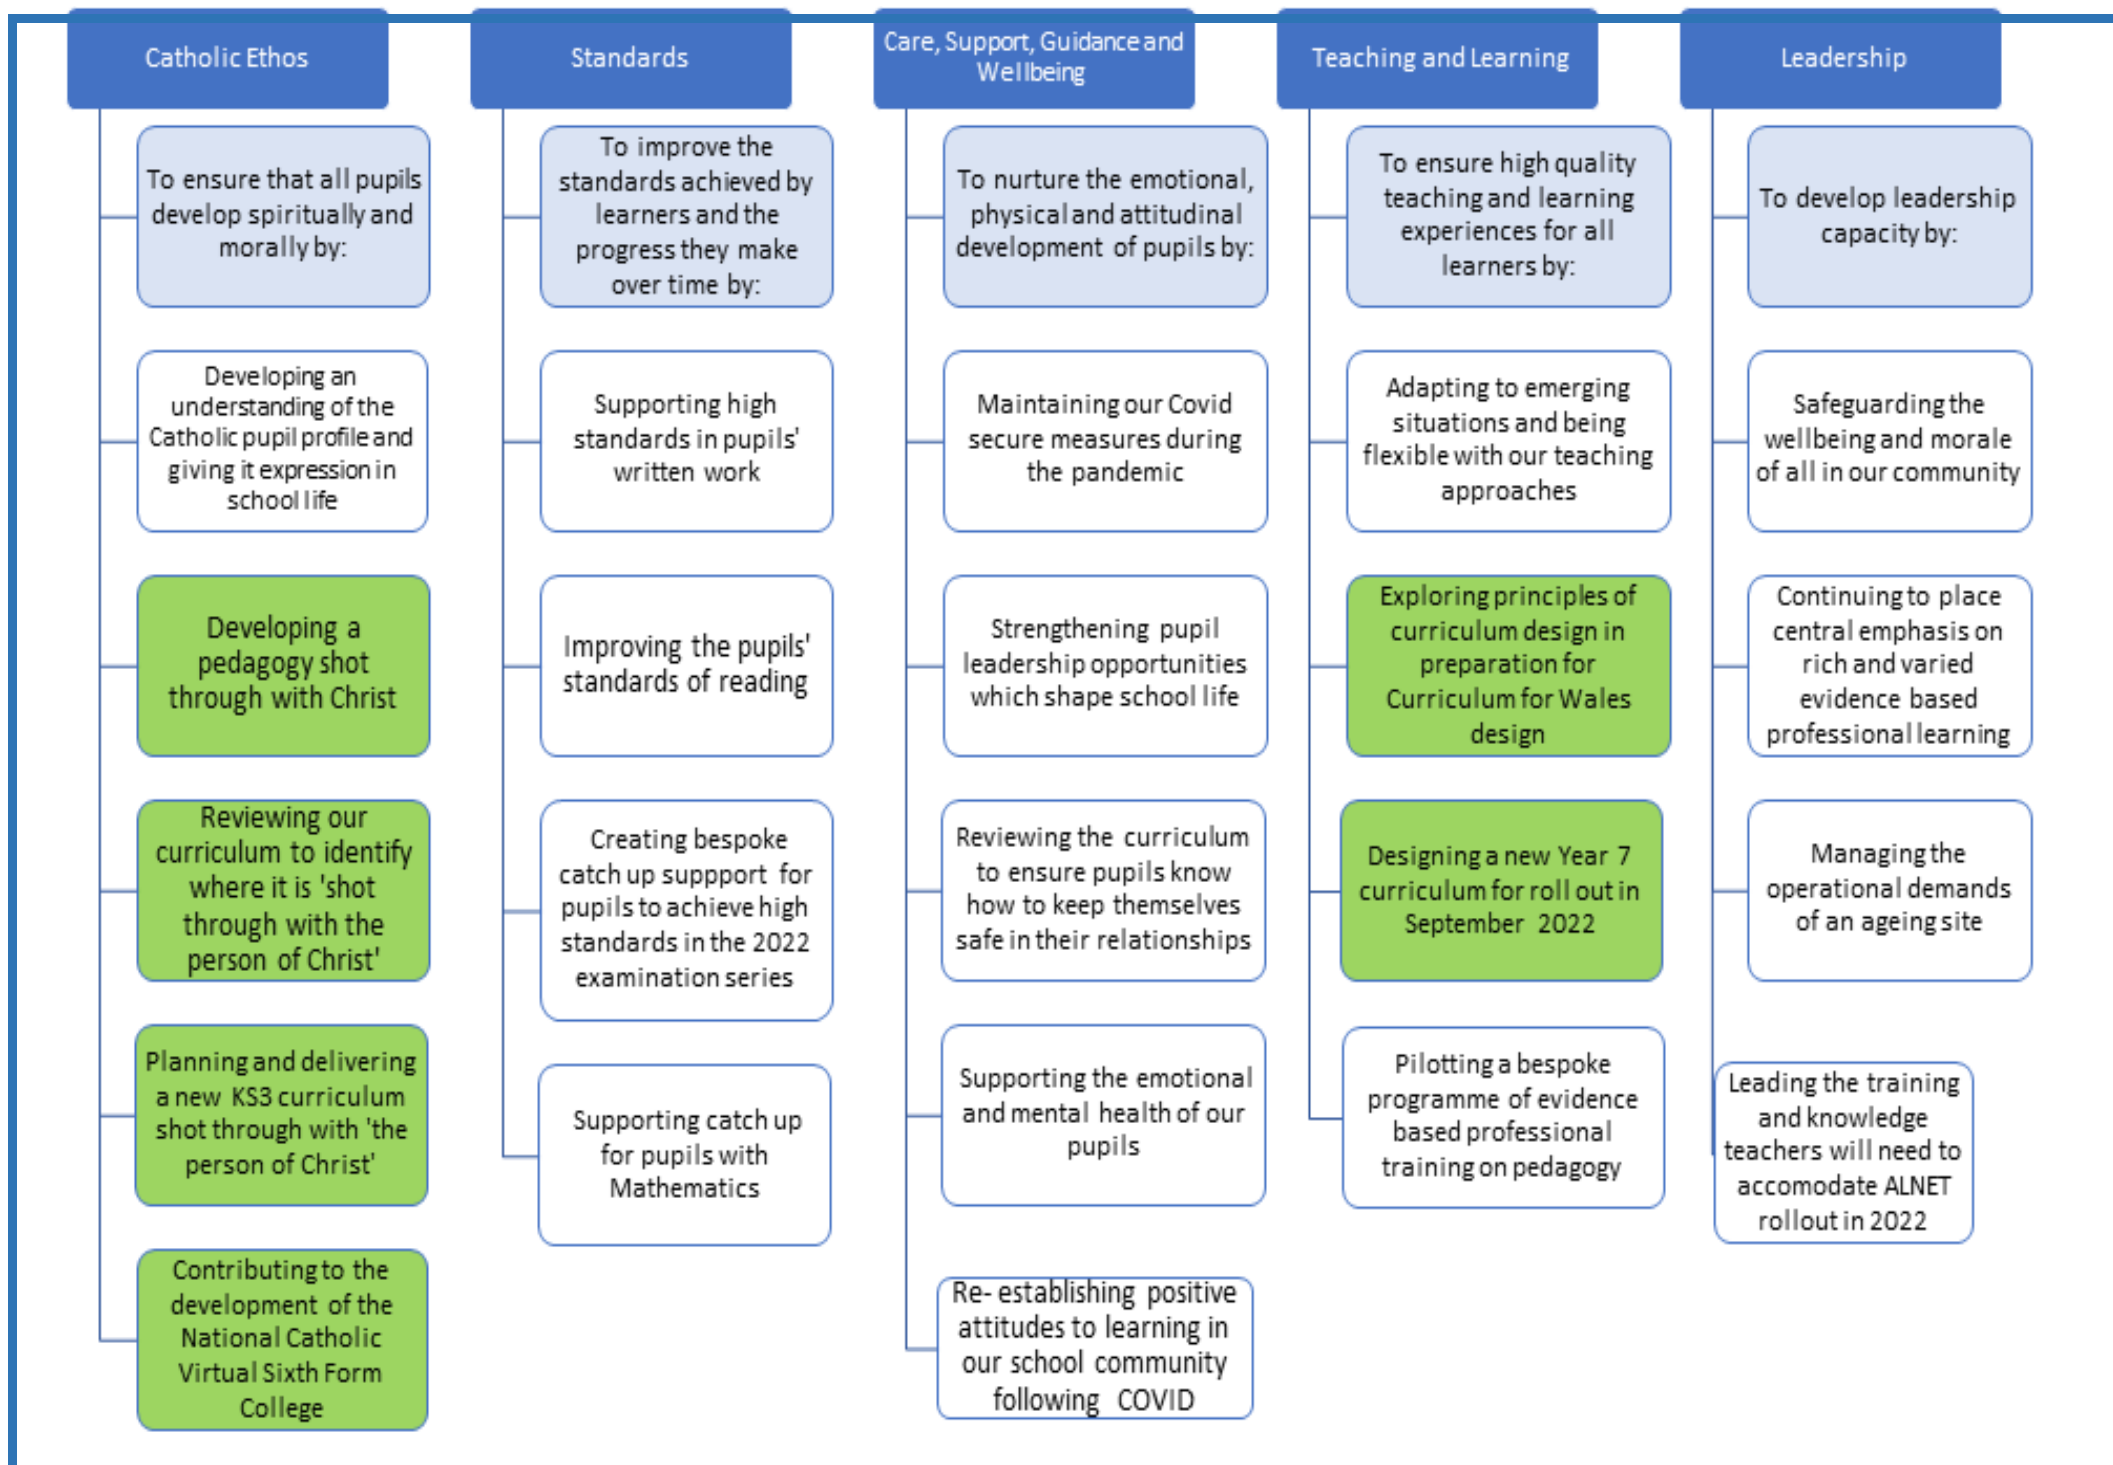 Catholic Ethos
To ensure that all pupils
develop spiritually and
morally by:
Developing an
understanding of the
Catholic pupil profile and
giving it expression in
school life
Developing a
pedagogy shot
through with Christ
Reviewing our
curriculum to identify
where it is 'shot
through with the
person of Christ'
Planning and delivering
a new KS3 curriculum
shot through with 'the
person of Christ'
Contributing to the
development of the
National Catholic
Virtual Sixth Form
College
Standards
To improve the
standards achieved by
learners and the
progress they make
over time by:
Supporting high
standards in pupils'
written work
Improving the pupils'
standards of reading
Creating bespoke
catch up suppport for
pupils to achieve high
standards in the 2022
examination series
Supporting catch up
for pupils with
Mathematics
Care, Support, Guidance and
Wellbeing
To nurture the emotional,
physical and attitudinal
development of pupils by:
Maintaining our Covid
secure measures during
the pandemic
Strengthening pupil
leadership opportunities
which shape school life
Reviewing the curriculum
to ensure pupils know
how to keep themselves
safe in their relationships
Supporting the emotional
and mental health of our
pupils
Re- establishing positive
attitudes to learning in
our school community
following COVID
Teaching and Learning
To ensure high quality
teaching and learning
experiences for all
learners by:
Adapting to emerging
situations and being
flexible with our teaching
approaches
Exploring principles of
curriculum design in
preparation for
Curriculum for Wales
design
Designing a new Year 7
curriculum for roll out in
September 2022
Pilotting a bespoke
programme of evidence
based professional
training on pedagogy
Leadership
To develop leadership
capacity by:
Safeguarding the
wellbeing and morale
of all in our community
Continuing to place
central emphasis on
rich and varied
evidence based
professional learning
Managing the
operational demands
of an ageing site
Leading the training
and knowledge
teachers will need to
accomodate ALNET
rollout in 2022